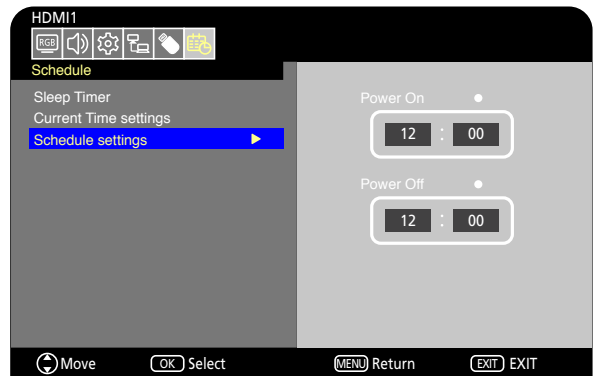 HDMI1
RGB
Schedule
Sleep Timer
Current Time settings
Schedule settings
Power On
12 : 00
Power Off
12 : 00
Move OK Select MENU Return EXIT EXIT